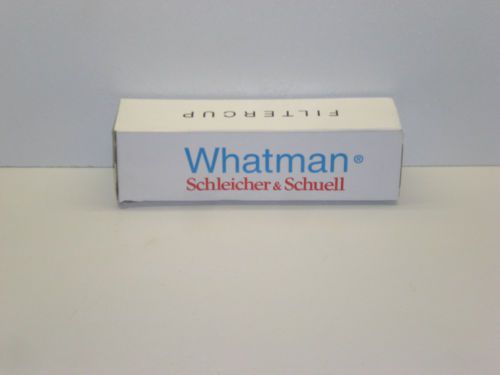 FILTERCUP
Whatman®
Schleicher & Schuell